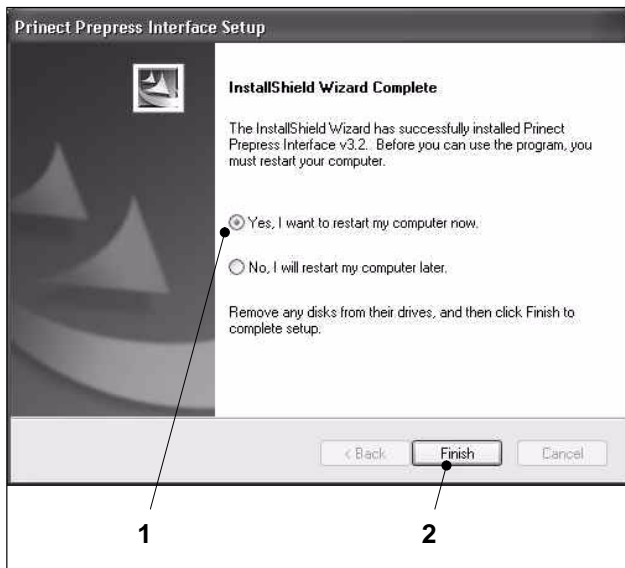 Prinect Prepress Interface Setup
InstallShield Wizard Complete
The InstallShield Wizard has successfully installed Prinect
Prepress Interface v3.2. Before you can use the program, you
must restart your computer.
Yes, I want to restart my computer now.
No, I will restart my computer later.
Remove any disks from their drives, and then click Finish to
complete setup.
< Back Finish Cancel
1 2